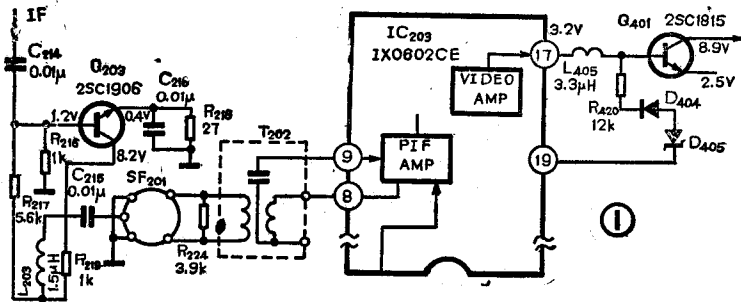 IF
C214
0.01μ
Q203
2SC1906
C216
0.01μ
1.2V
0.4V
R218
27
R216
1k
8.2V
C215
0.01μ
SF201
T202
R217
5.6k
L203
1.5μH
R219
1k
R224
3.9k
IC203
IX0602CE
VIDEO
AMP
PIF
AMP
9
8
3.2V
17
19
L405
3.3μH
Q401
2SC1815
8.9V
2.5V
R420
12k
D404
D405
1